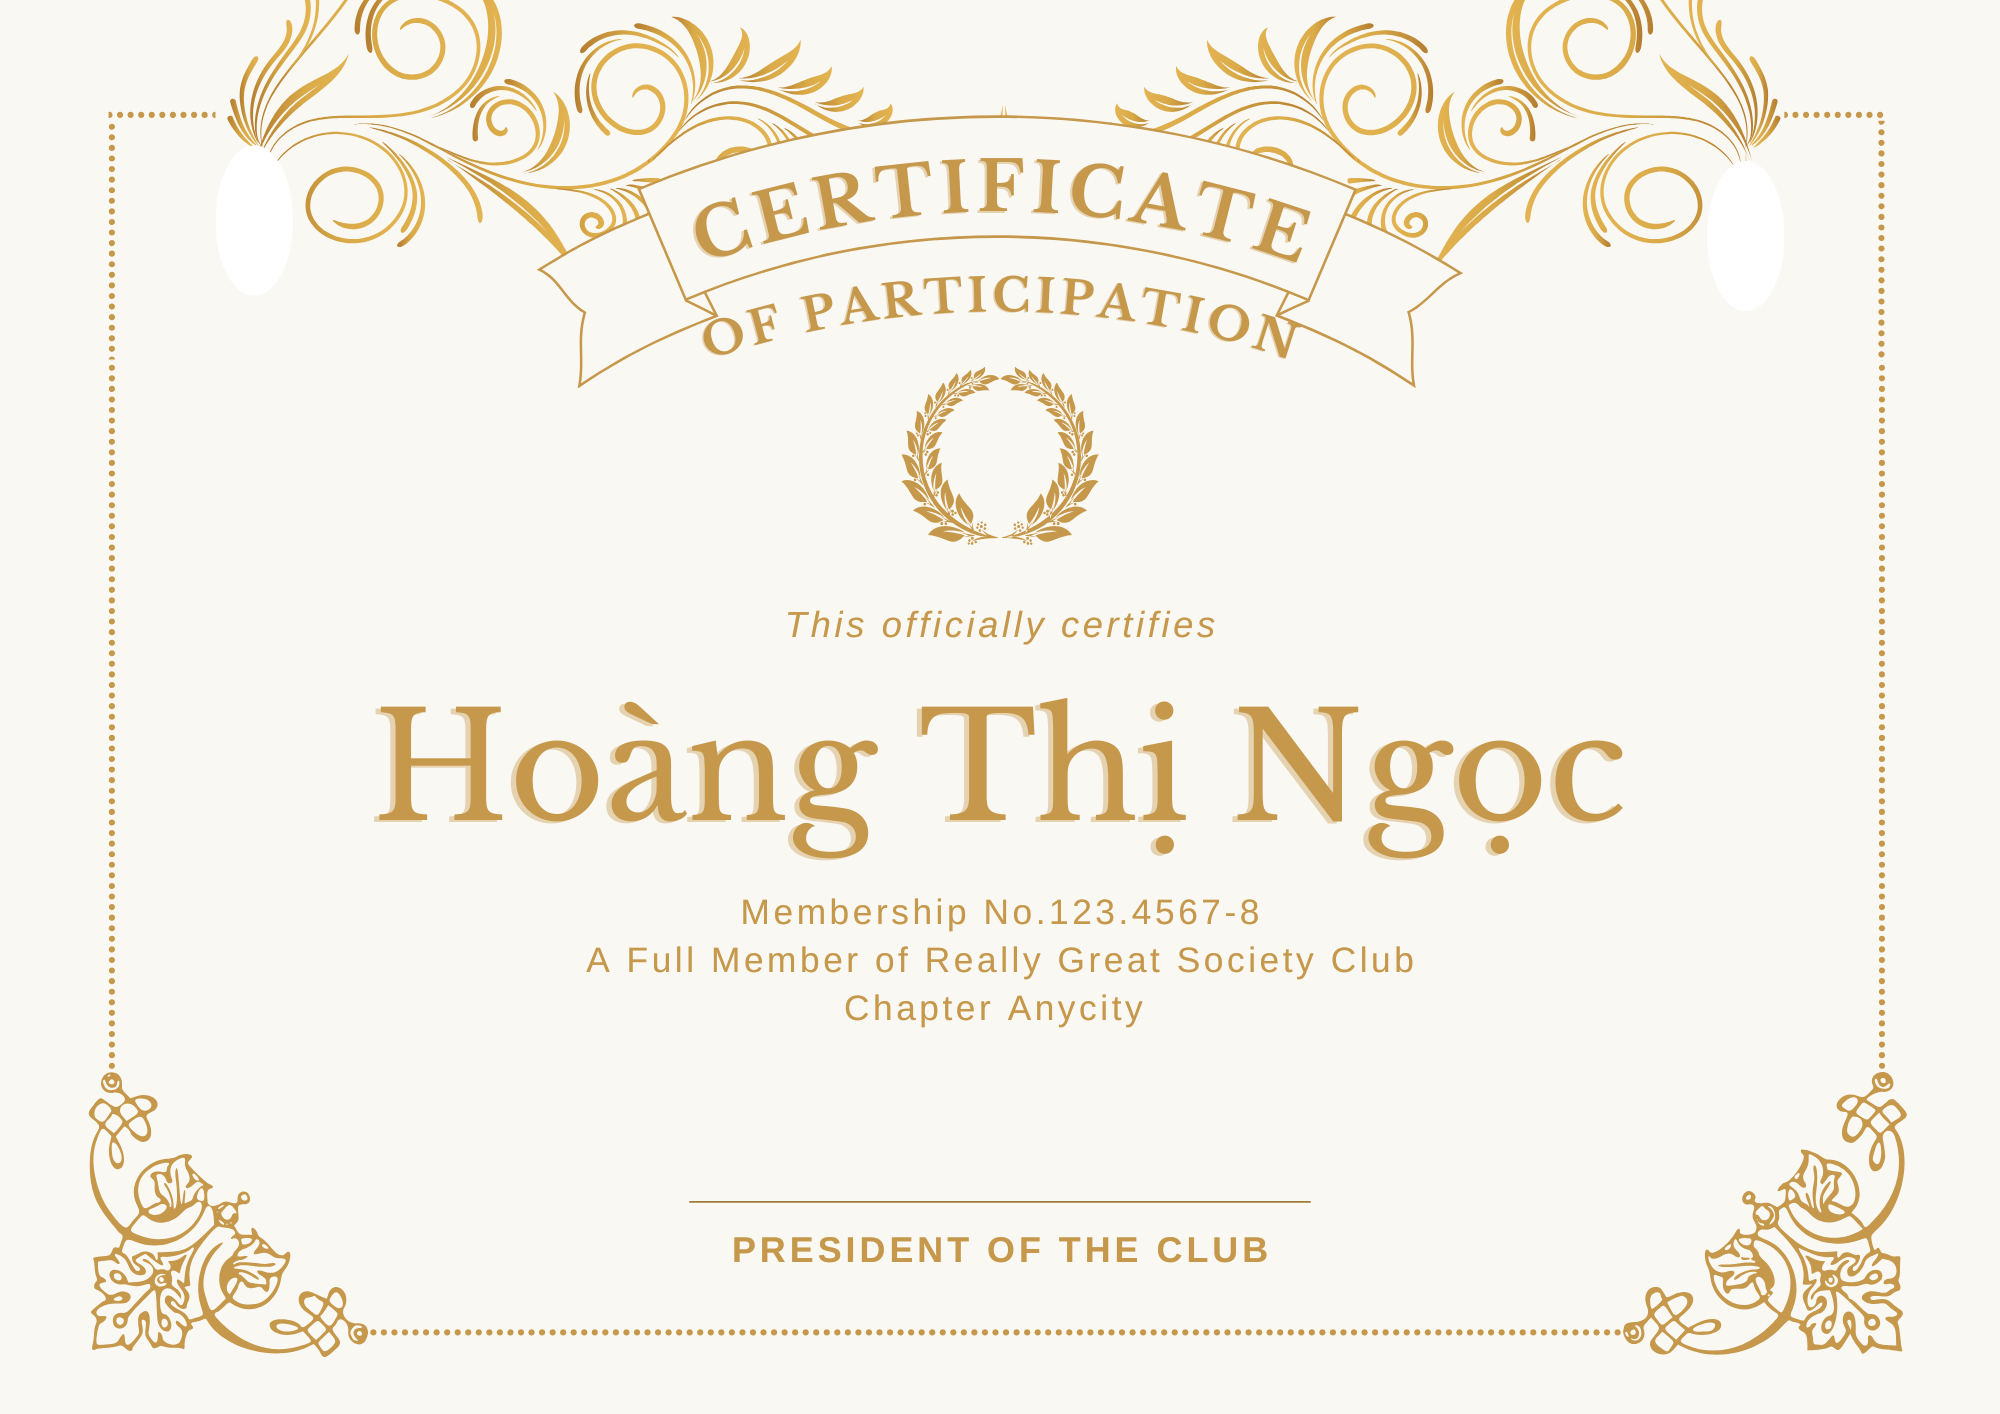 CERTIFICATE
OF PARTICIPATION
This officially certifies
Hoàng Thị Ngọc
Membership No.123.4567-8
A Full Member of Really Great Society Club
Chapter Anycity
PRESIDENT OF THE CLUB